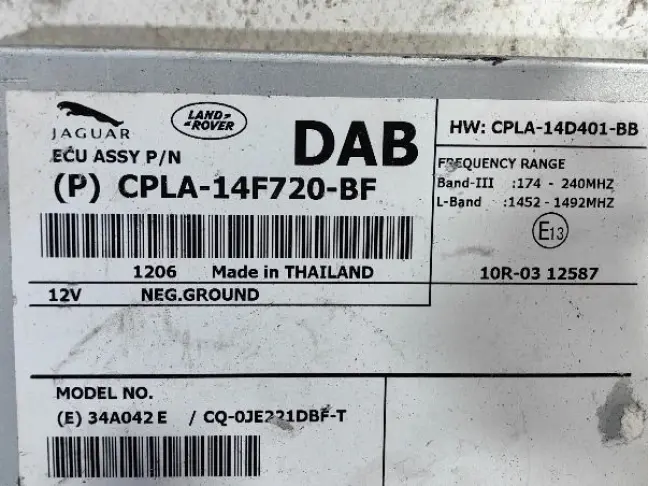 JAGUAR
LAND-
-ROVER
DAB
ECU ASSY P/N
(P) CPLA-14F720-BF
1206 Made in THAILAND
12V NEG.GROUND
HW: CPLA-14D401-BB
FREQUENCY RANGE
Band-III :174 - 240MHZ
L-Band :1452 - 1492MHZ
E13
10R-03 12587
MODEL NO.
(E) 34A042 E / CQ-0JE221DBF-T